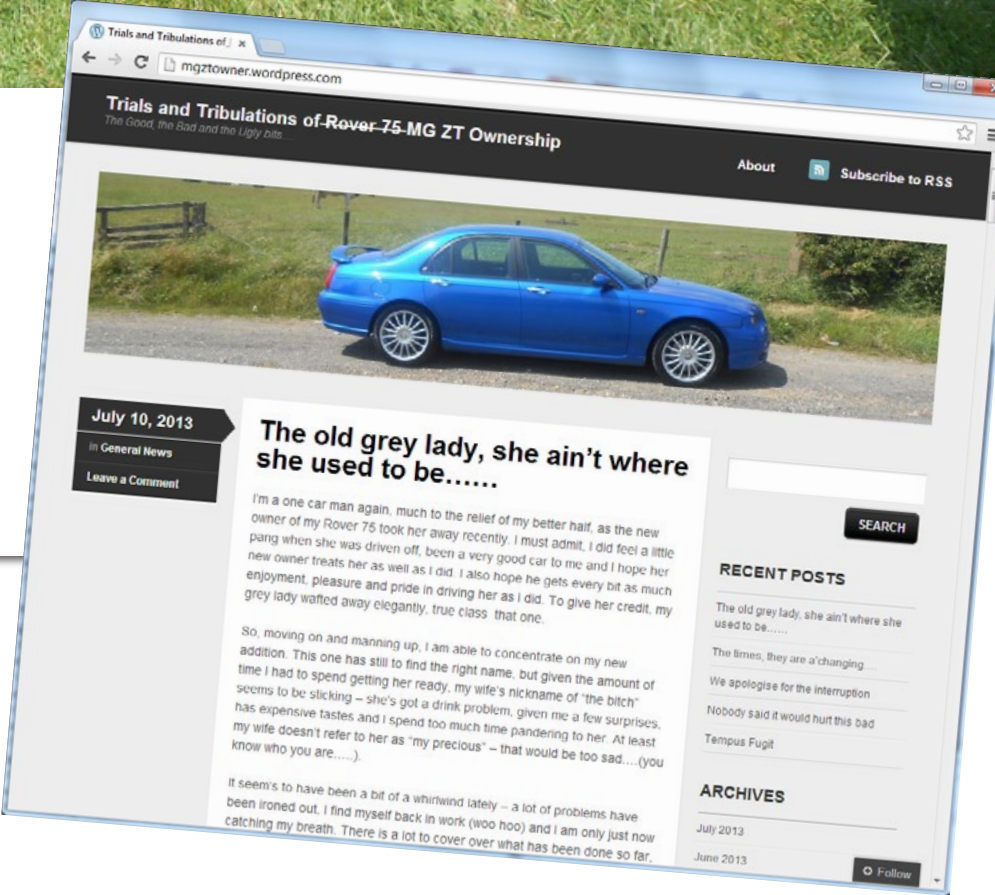 Trials and Tribulations of
mgztowner.wordpress.com
Trials and Tribulations of Rover 75 MG ZT Ownership
The Good, the Bad and the Ugly bits ...
About
Subscribe to RSS
July 10, 2013
in General News
Leave a Comment
The old grey lady, she ain't where
she used to be......
I'm a one car man again, much to the relief of my better half, as the new
owner of my Rover 75 took her away recently. I must admit, I did feel a little
pang when she was driven off, been a very good car to me and I hope her
new owner treats her as well as I did. I also hope he gets every bit as much
enjoyment, pleasure and pride in driving her as I did. To give her credit, my
grey lady wafted away elegantly, true class that one.
So, moving on and manning up, I am able to concentrate on my new
addition. This one has still to find the right name, but given the amount of
time I had to spend getting her ready, my wife's nickname of "the bitch"
seems to be sticking – she's got a drink problem, given me a few surprises,
has expensive tastes and I spend too much time pandering to her. At least
my wife doesn't refer to her as "my precious" – that would be too sad....(you
know who you are.....).
It seem's to have been a bit of a whirlwind lately – a lot of problems have
been ironed out, I find myself back in work (woo hoo) and I am only just now
catching my breath. There is a lot to cover over what has been done so far,
SEARCH
RECENT POSTS
The old grey lady, she ain't where she
used to be......
The times, they are a'changing....
We apologise for the interruption
Nobody said it would hurt this bad
Tempus Fugit
ARCHIVES
July 2013
June 2013
Follow